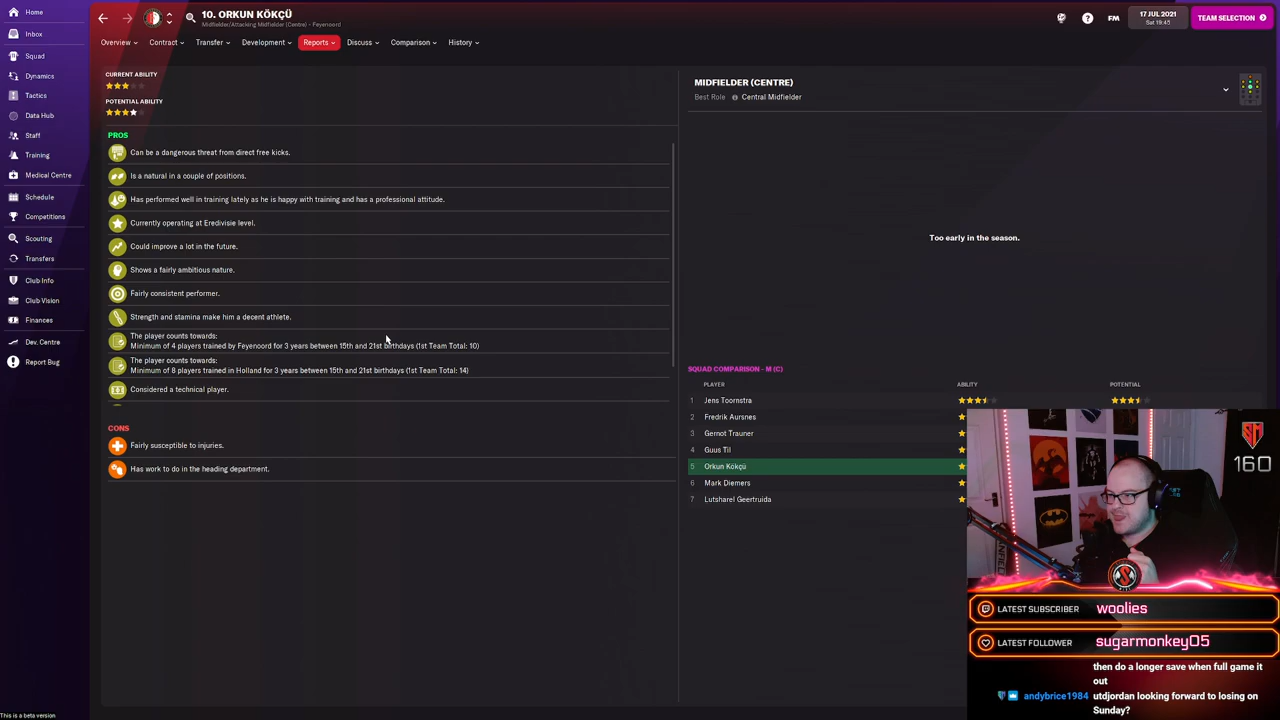 Home
Inbox
Squad
Dynamics
Tactics
Data Hub
Staff
Training
Medical Centre
Schedule
Competitions
Scouting
Transfers
Club Info
Club Vision
Finances
Dev. Centre
Report Bug
This is a beta version
10. ORKUN KÖKÇÜ
Midfielder/Attacking Midfielder (Centre) - Feyenoord
FM
17 JUL 2021
Sat 19:45
TEAM SELECTION
Overview
Contract
Transfer
Development
Reports
Discuss
Comparison
History
CURRENT ABILITY
POTENTIAL ABILITY
PROS
Can be a dangerous threat from direct free kicks.
Is a natural in a couple of positions.
Has performed well in training lately as he is happy with training and has a professional attitude.
Currently operating at Eredivisie level.
Could improve a lot in the future.
Shows a fairly ambitious nature.
Fairly consistent performer.
Strength and stamina make him a decent athlete.
The player counts towards:
Minimum of 4 players trained by Feyenoord for 3 years between 15th and 21st birthdays (1st Team Total: 10)
The player counts towards:
Minimum of 8 players trained in Holland for 3 years between 15th and 21st birthdays (1st Team Total: 14)
Considered a technical player.
CONS
Fairly susceptible to injuries.
Has work to do in the heading department.
MIDFIELDER (CENTRE)
Best Role Central Midfielder
Too early in the season.
SQUAD COMPARISON - M (C)
PLAYER ABILITY POTENTIAL
1 Jens Toornstra
2 Fredrik Aursnes
3 Gernot Trauner
4 Guus Til
5 Orkun Kökçü
6 Mark Diemers
7 Lutsharel Geertruida
160
LATEST SUBSCRIBER woolies
LATEST FOLLOWER sugarmonkey05
then do a longer save when full game it
out
andybrice1984 utdjordan looking forward to losing on
Sunday?